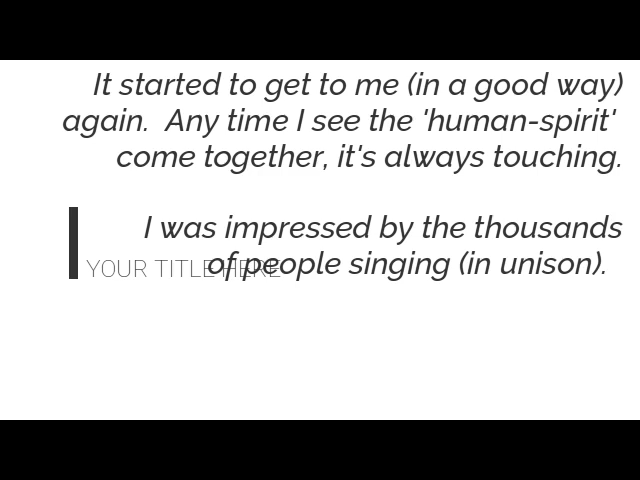 It started to get to me (in a good way)
again.  Any time I see the 'human-spirit'
come together, it's always touching.
I was impressed by the thousands
of people singing (in unison).
YOUR TITLE HERE